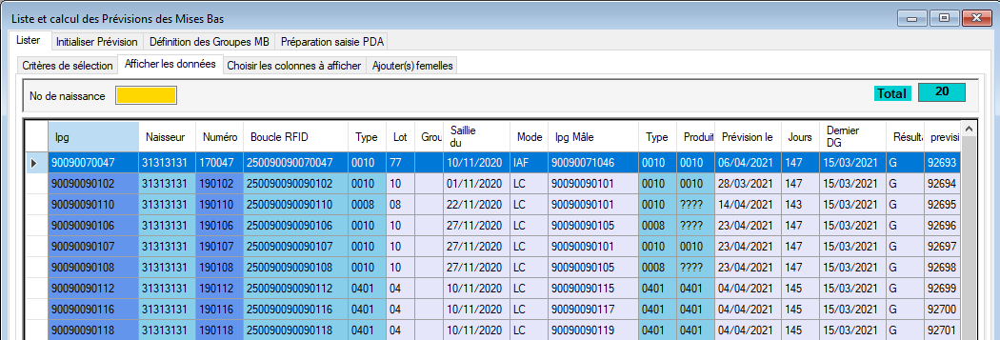 Liste et calcul des Prévisions des Mises Bas
Lister Initialiser Prévision Définition des Groupes MB Préparation saisie PDA
Critères de sélection Afficher les données Choisir les colonnes à afficher Ajouter(s) femelles
No de naissance Total 20
Ipg Naisseur Numéro Boucle RFID Type Lot Grou Saillie du Mode Ipg Mâle Type Produit Prévision le Jours Dernier DG Résulta previsi
90090070047 31313131 170047 250090090070047 0010 77 10/11/2020 IAF 90090071046 0010 0010 06/04/2021 147 15/03/2021 G 92693
90090090102 31313131 190102 250090090090102 0010 10 01/11/2020 LC 90090090101 0010 0010 28/03/2021 147 15/03/2021 G 92694
90090090110 31313131 190110 250090090090110 0008 08 22/11/2020 LC 90090090101 0010 ???? 14/04/2021 143 15/03/2021 G 92695
90090090106 31313131 190106 250090090090106 0010 10 27/11/2020 LC 90090090105 0008 ???? 23/04/2021 147 15/03/2021 G 92696
90090090107 31313131 190107 250090090090107 0010 10 27/11/2020 LC 90090090101 0010 0010 23/04/2021 147 15/03/2021 G 92697
90090090108 31313131 190108 250090090090108 0010 10 27/11/2020 LC 90090090105 0008 ???? 23/04/2021 147 15/03/2021 G 92698
90090090112 31313131 190112 250090090090112 0401 04 10/11/2020 LC 90090090115 0401 0401 04/04/2021 145 15/03/2021 G 92699
90090090116 31313131 190116 250090090090116 0401 04 10/11/2020 LC 90090090117 0401 0401 04/04/2021 145 15/03/2021 G 92700
90090090118 31313131 190118 250090090090118 0401 04 10/11/2020 LC 90090090119 0401 0401 04/04/2021 145 15/03/2021 G 92701